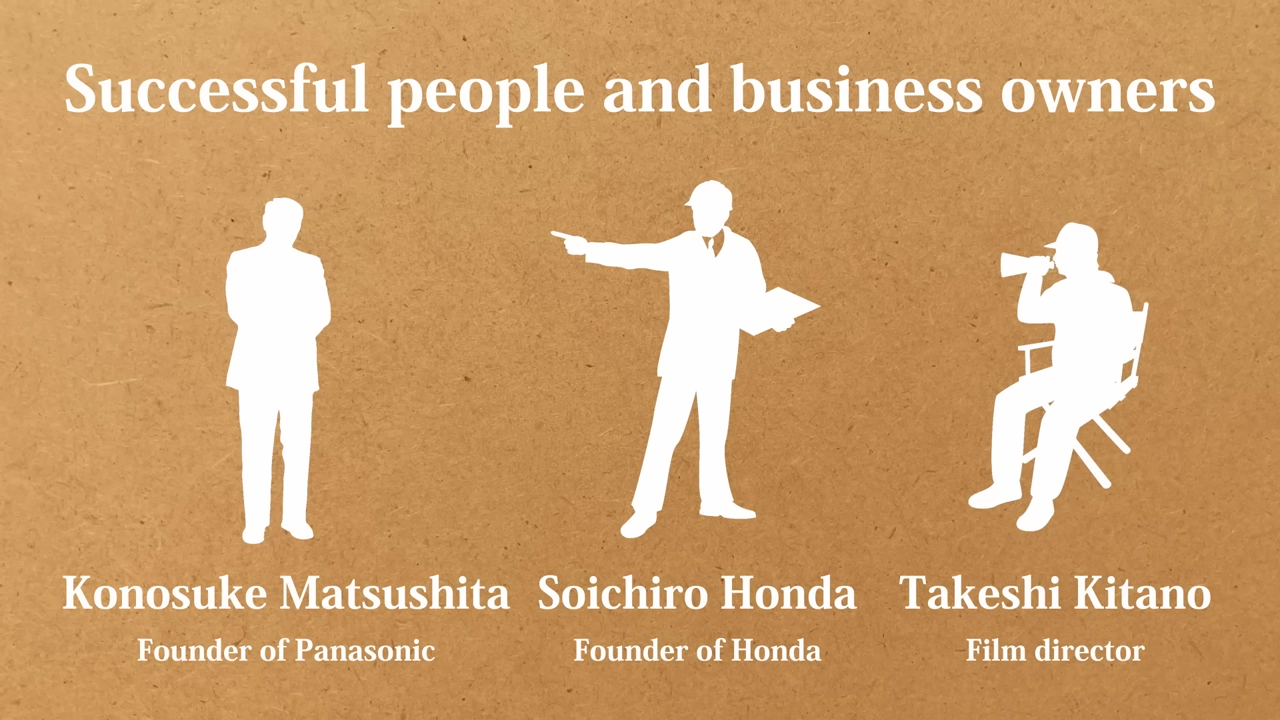 Successful people and business owners
Konosuke Matsushita
Founder of Panasonic
Soichiro Honda
Founder of Honda
Takeshi Kitano
Film director